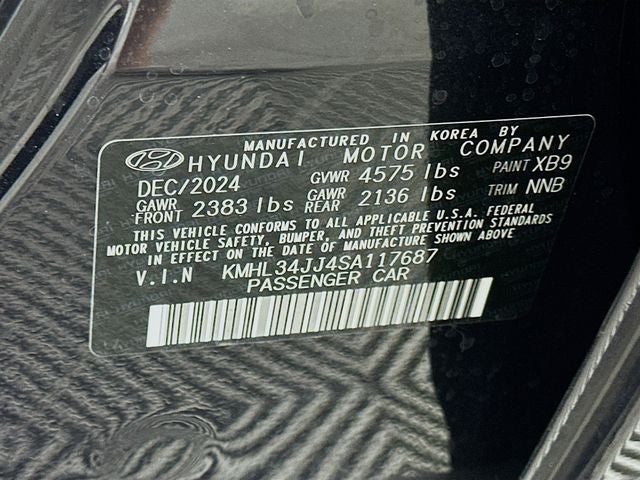 MANUFACTURED IN KOREA BY
HYUNDAI MOTOR COMPANY
DEC/2024 GVWR 4575 lbs PAINT XB9
GAWR FRONT 2383 lbs GAWR REAR 2136 lbs TRIM NNB
THIS VEHICLE CONFORMS TO ALL APPLICABLE U.S.A. FEDERAL
MOTOR VEHICLE SAFETY, BUMPER, AND THEFT PREVENTION STANDARDS
IN EFFECT ON THE DATE OF MANUFACTURE SHOWN ABOVE
V.I.N KMHL34JJ4SA117687
PASSENGER CAR